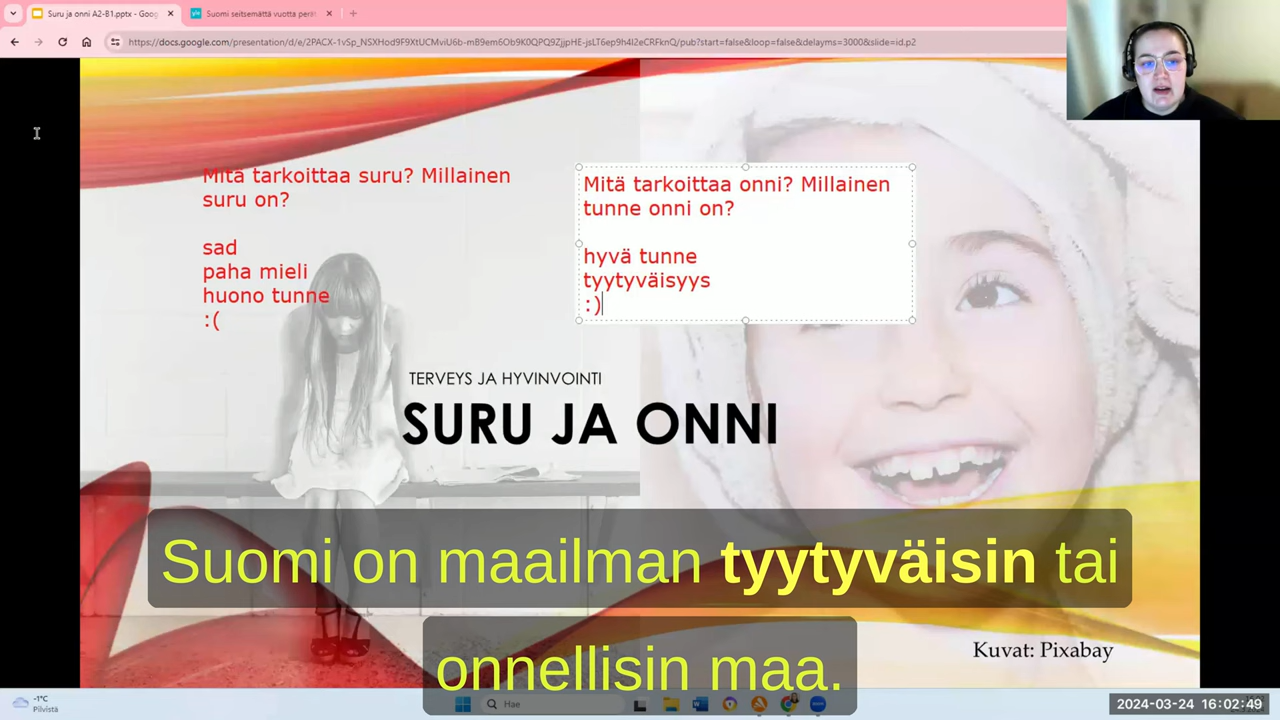 Suru ja onni A2-B1.pptx - Goog
Suomi seitsemättä vuotta perät
https://docs.google.com/presentation/d/e/2PACX-1vSp_NSXHod9F9XtUCMviU6b-mB9em6Ob9K0QPQ9ZjjpHE-jsLT6ep9h4I2eCRFknQ/pub?start=false&loop=false&delayms=3000&slide=id.p2
Mitä tarkoittaa suru? Millainen
suru on?
sad
paha mieli
huono tunne
:(
Mitä tarkoittaa onni? Millainen
tunne onni on?
hyvä tunne
tyytyväisyys
:)
TERVEYS JA HYVINVOINTI
SURU JA ONNI
Suomi on maailman tyytyväisin tai
onnellisin maa.
Kuvat: Pixabay
-1°C
Pilvistä
Hae
2024-03-24 16:02:49